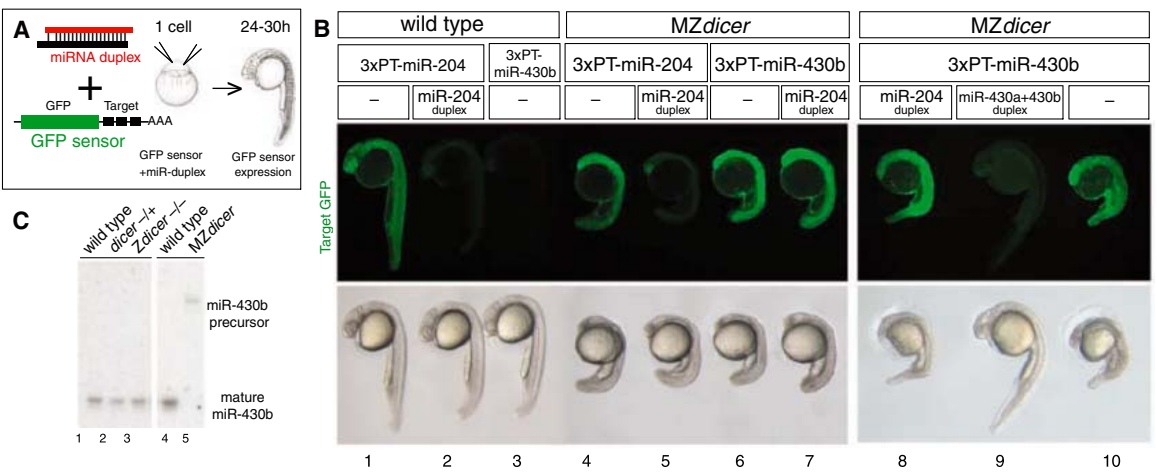 A
miRNA duplex
+
GFP
Target
AAA
GFP sensor
1 cell
24-30h
GFP sensor
+miR-duplex
GFP sensor
expression
B
wild type
MZdicer
MZdicer
3xPT-miR-204
3xPT-
miR-430b
3xPT-miR-204
3xPT-miR-430b
3xPT-miR-430b
–
miR-204
duplex
–
–
miR-204
duplex
–
miR-204
duplex
miR-204
duplex
miR-430a+430b
duplex
–
Target GFP
1 2 3 4 5 6 7 8 9 10
C
wild type
dicer –/+
Zdicer –/–
wild type
MZdicer
miR-430b
precursor
mature
miR-430b
1 2 3 4 5